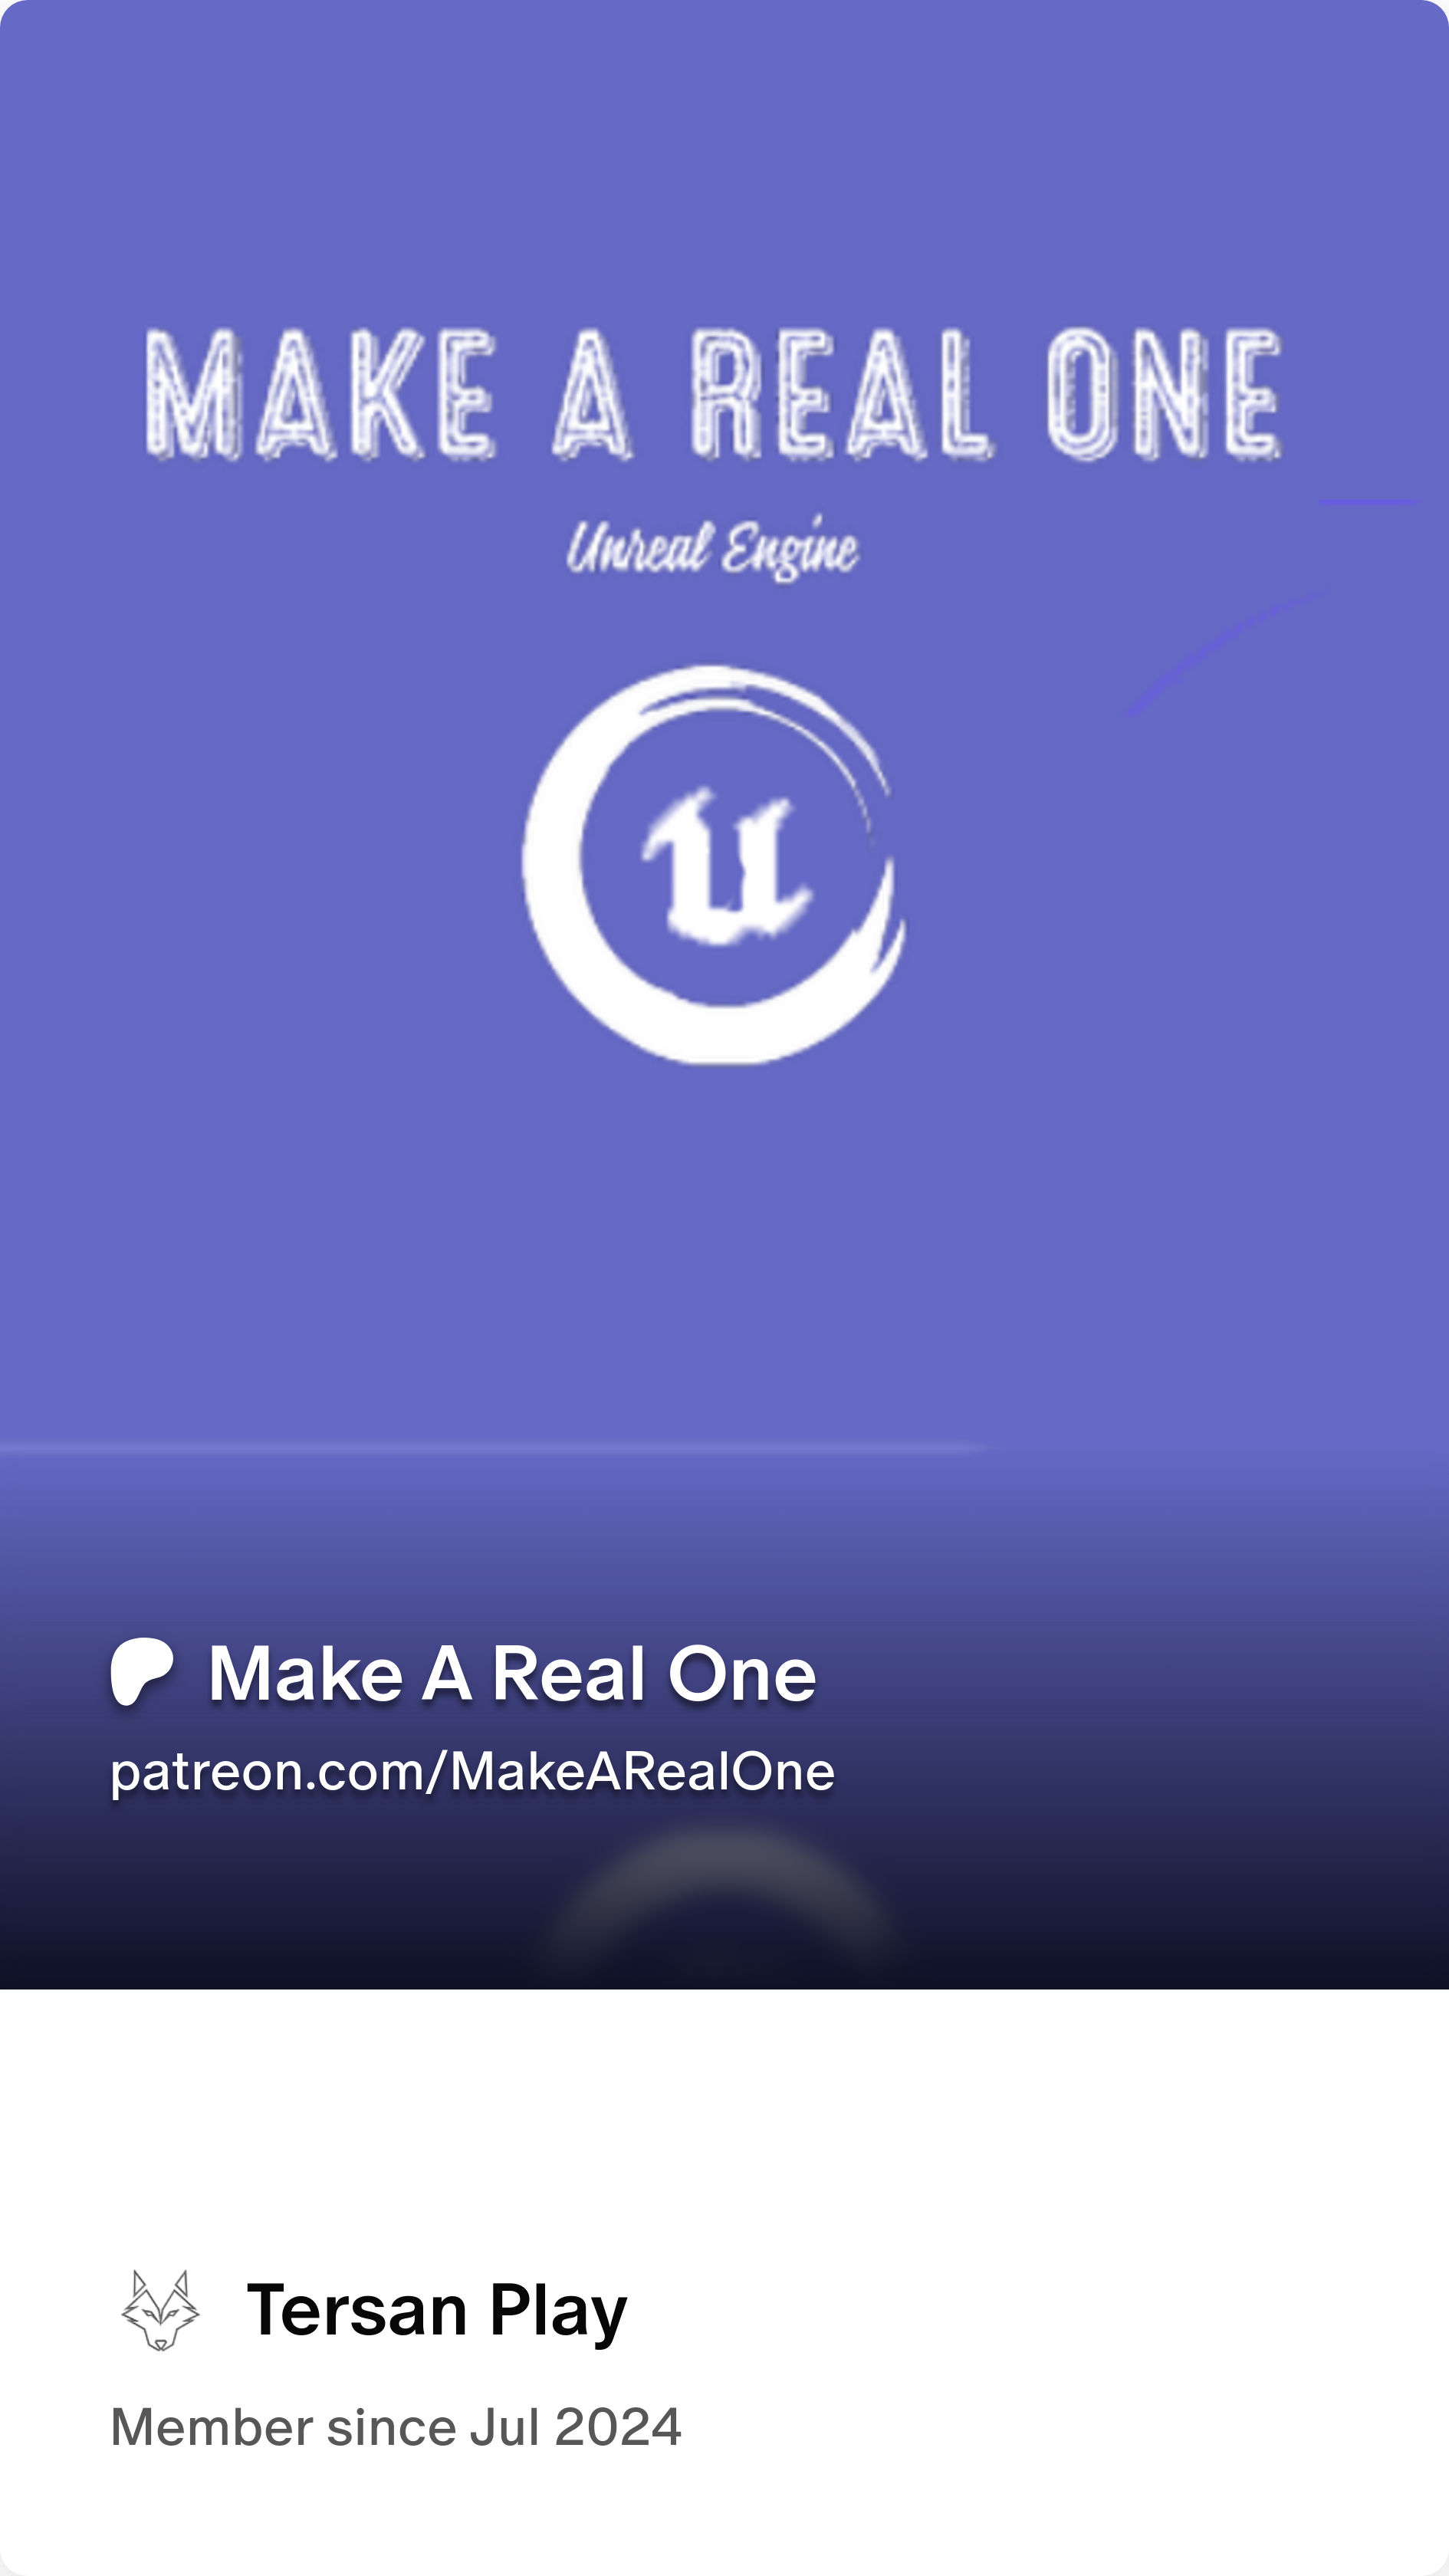 MAKE A REAL ONE
Unreal Engine
u
Make A Real One
patreon.com/MakeARealOne
Tersan Play
Member since Jul 2024